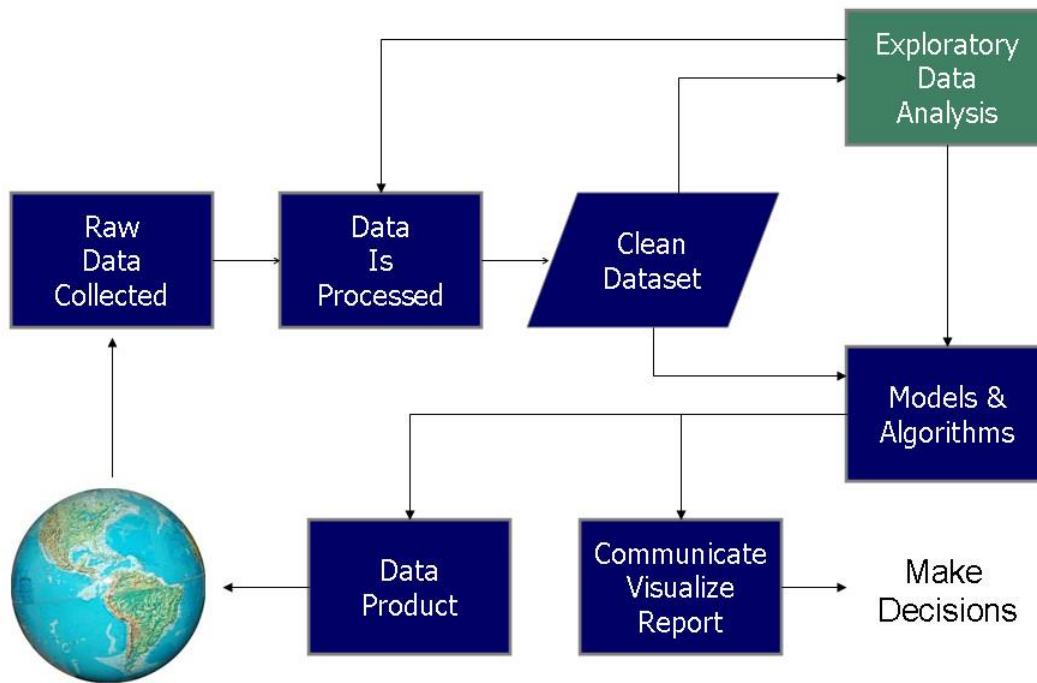 Exploratory
Data
Analysis
Raw
Data
Collected
Data
Is
Processed
Clean
Dataset
Models &
Algorithms
Data
Product
Communicate
Visualize
Report
Make
Decisions